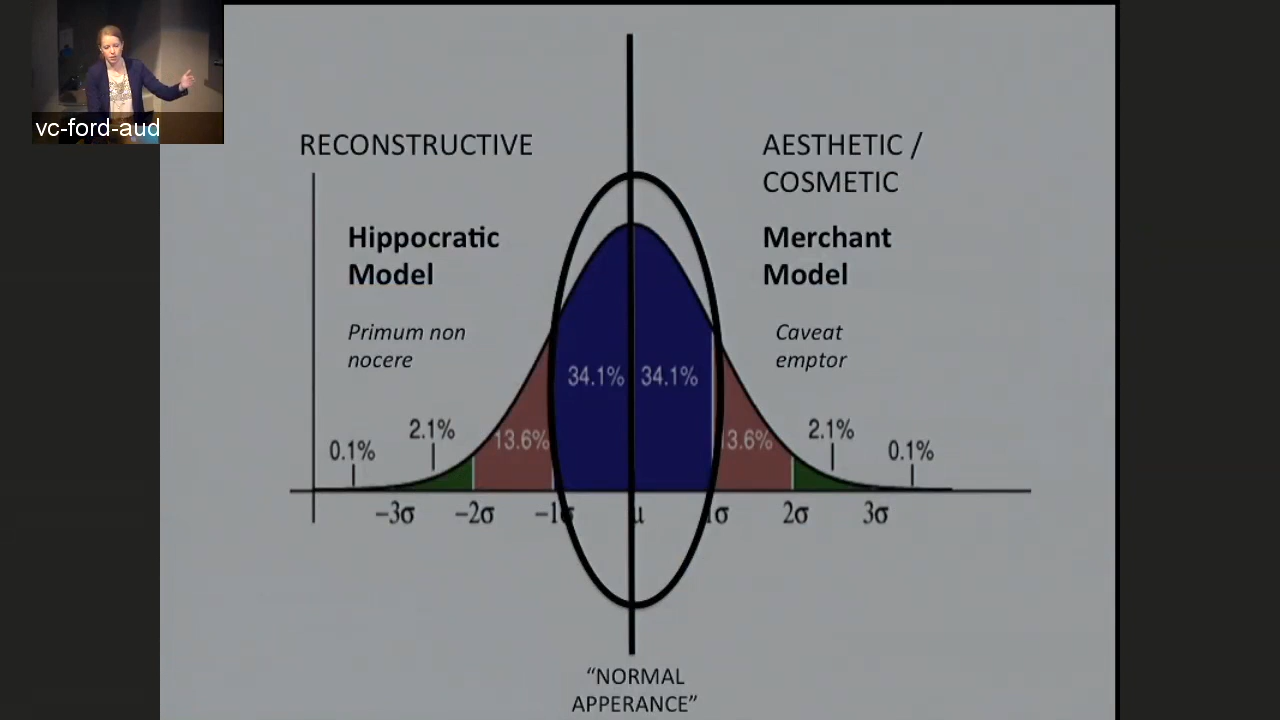 vc-ford-aud
RECONSTRUCTIVE
AESTHETIC /
COSMETIC
Hippocratic
Model
Merchant
Model
Primum non
nocere
Caveat
emptor
34.1%
34.1%
0.1%
2.1%
13.6%
13.6%
2.1%
0.1%
−3σ
−2σ
−1σ
μ
1σ
2σ
3σ
“NORMAL
APPERANCE”